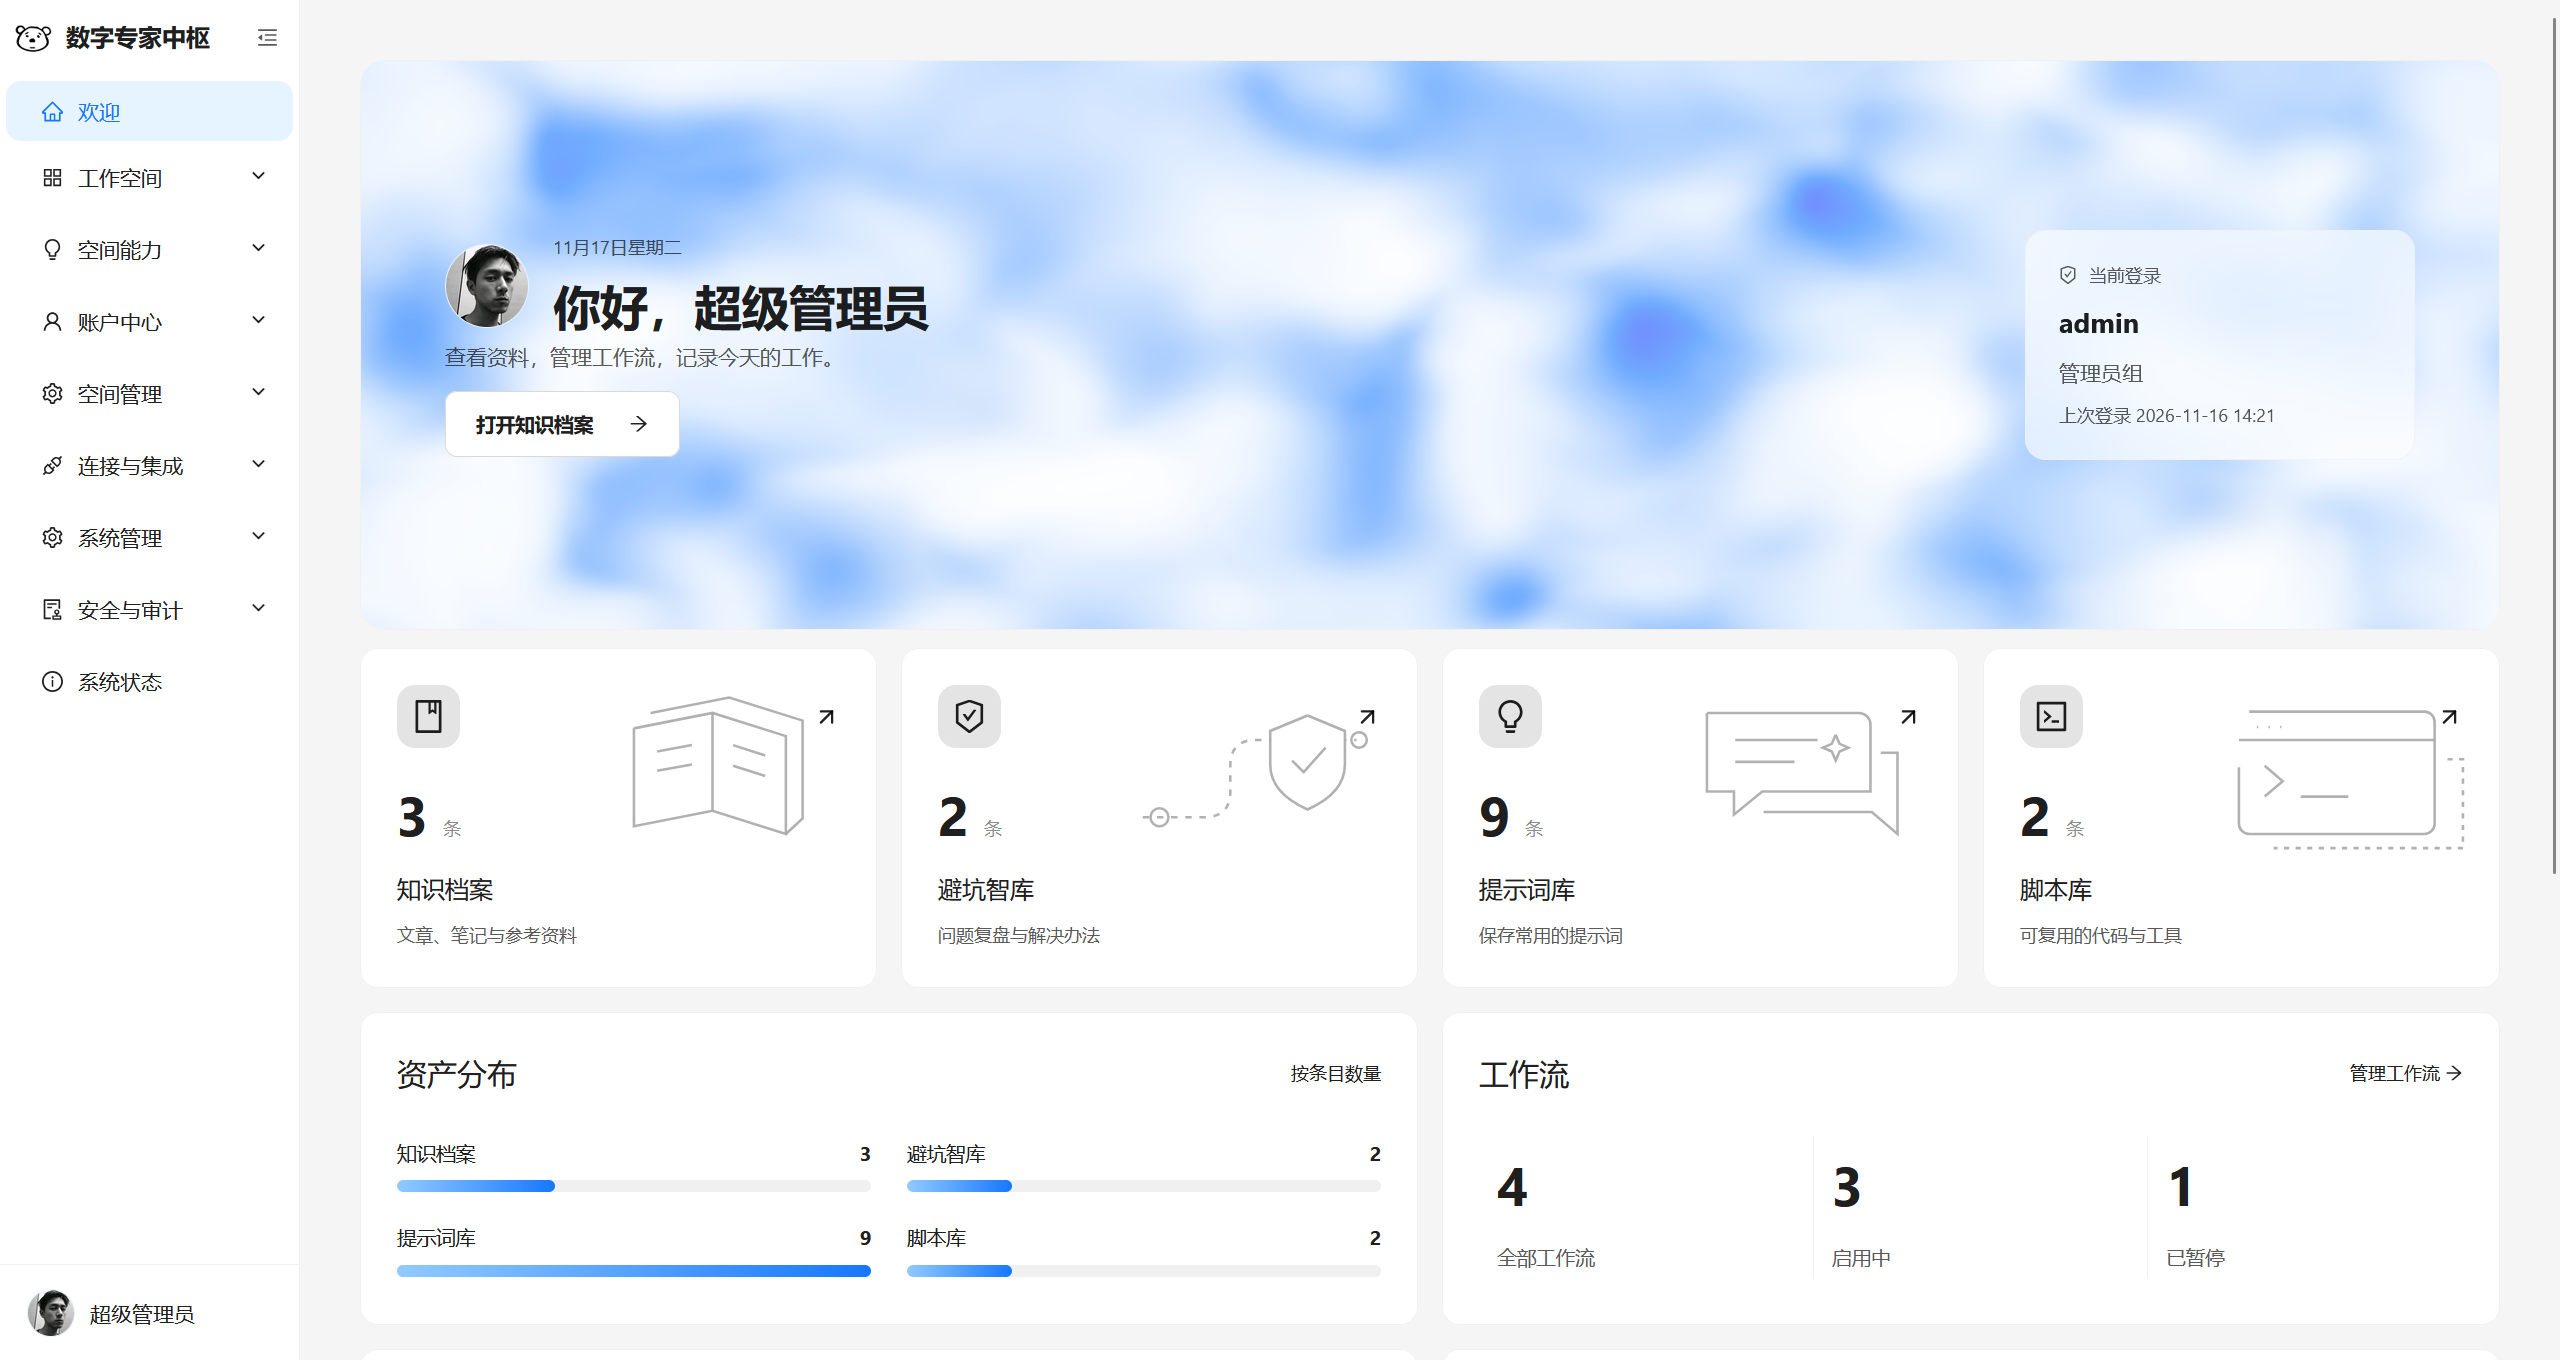 数字专家中枢
欢迎
工作空间
空间能力
账户中心
空间管理
连接与集成
系统管理
安全与审计
系统状态
超级管理员
11月17日星期二
你好，超级管理员
查看资料，管理工作流，记录今天的工作。
打开知识档案
当前登录
admin
管理员组
上次登录 2026-11-16 14:21
3 条
知识档案
文章、笔记与参考资料
2 条
避坑智库
问题复盘与解决办法
9 条
提示词库
保存常用的提示词
2 条
脚本库
可复用的代码与工具
资产分布
按条目数量
知识档案 3
避坑智库 2
提示词库 9
脚本库 2
工作流
管理工作流
4
全部工作流
3
启用中
1
已暂停